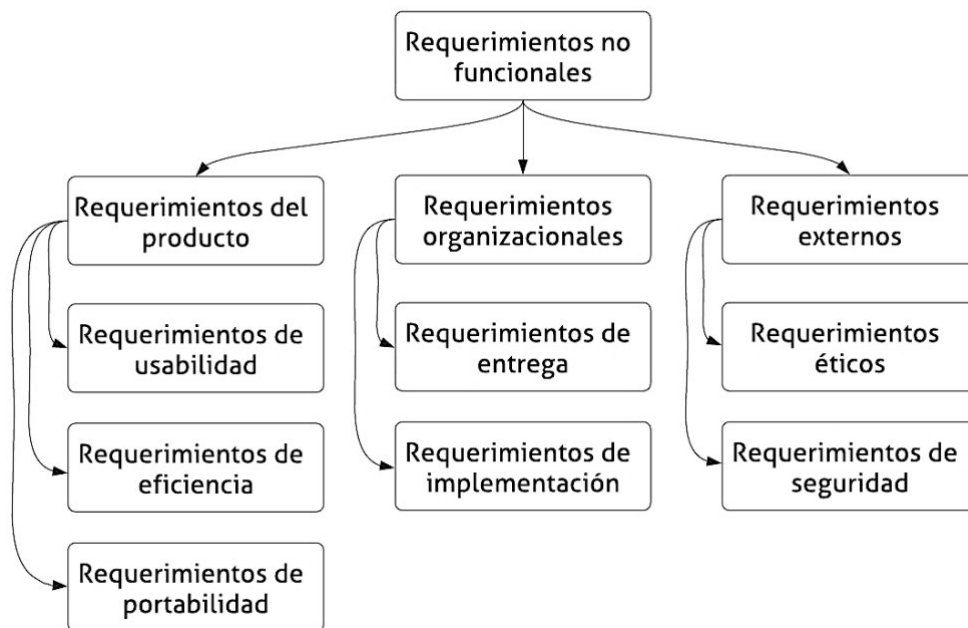 Requerimientos no
funcionales
Requerimientos del
producto
Requerimientos
organizacionales
Requerimientos
externos
Requerimientos de
usabilidad
Requerimientos de
entrega
Requerimientos
éticos
Requerimientos de
eficiencia
Requerimientos de
implementación
Requerimientos de
seguridad
Requerimientos de
portabilidad